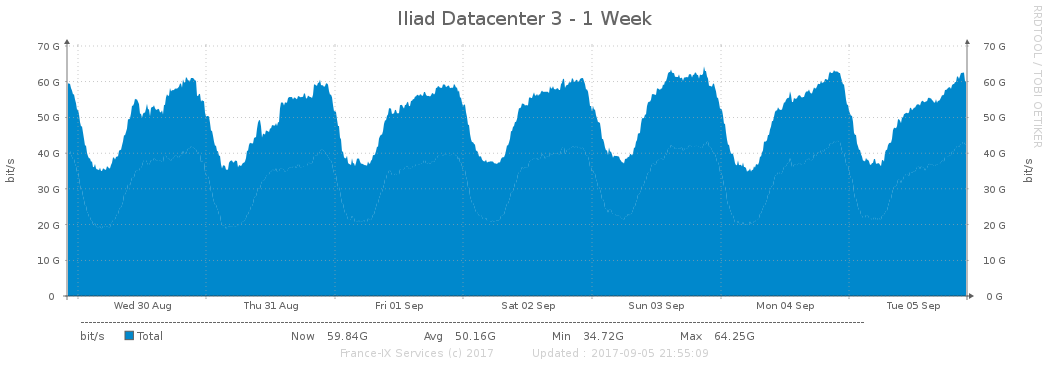 Iliad Datacenter 3 - 1 Week
RRDTOOL / TOBI OETIKER
70 G 70 G
60 G 60 G
50 G 50 G
40 G 40 G
30 G 30 G
20 G 20 G
10 G 10 G
0 0 G
bit/s bit/s
Wed 30 Aug Thu 31 Aug Fri 01 Sep Sat 02 Sep Sun 03 Sep Mon 04 Sep Tue 05 Sep
bit/s Total Now 59.84G Avg 50.16G Min 34.72G Max 64.25G
France-IX Services (c) 2017 Updated : 2017-09-05 21:55:09